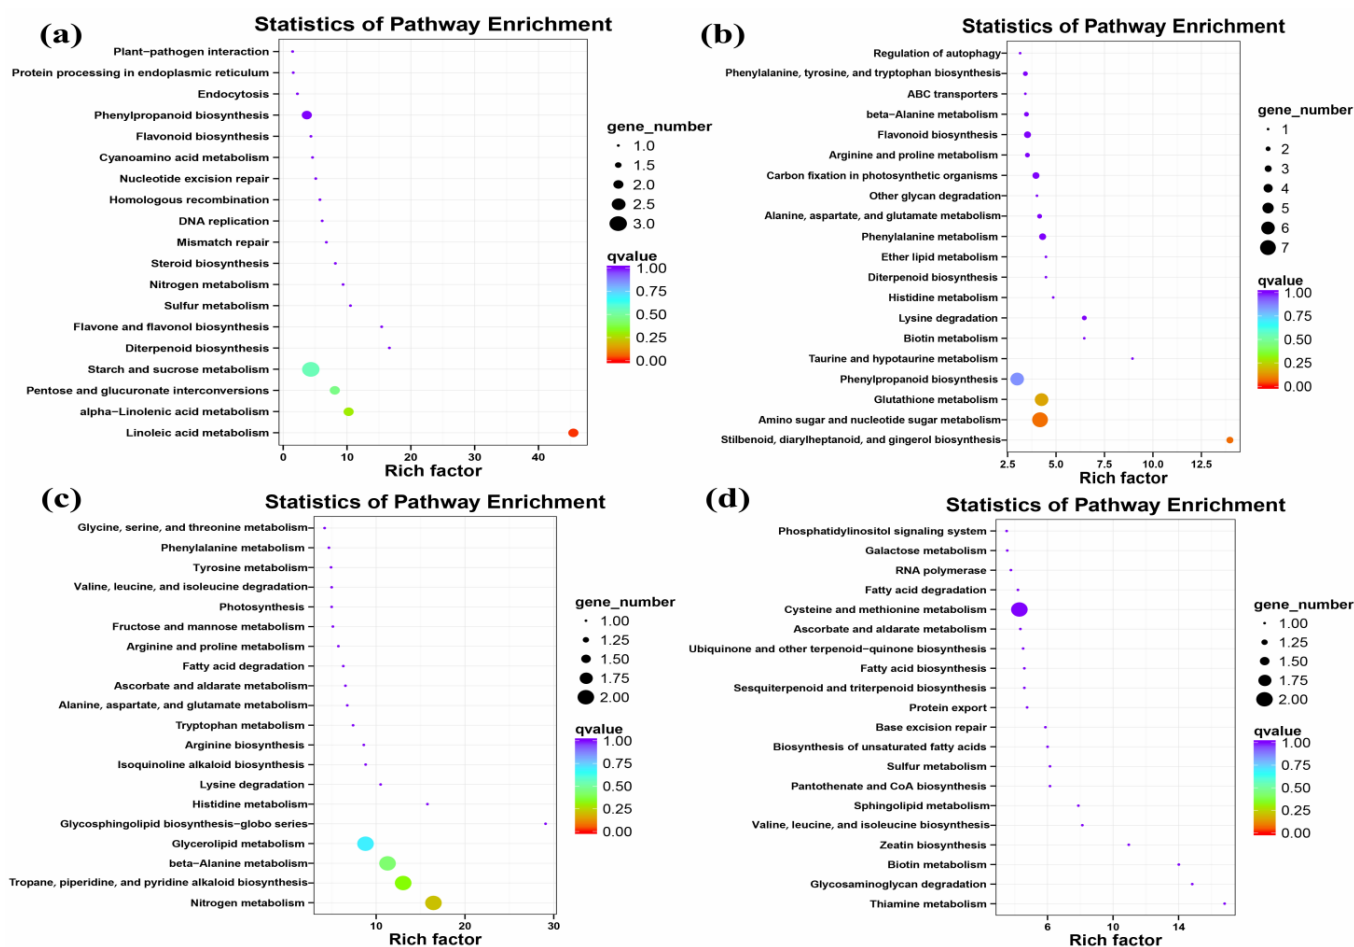 (a)
Statistics of Pathway Enrichment
Plant-pathogen interaction
Protein processing in endoplasmic reticulum
Endocytosis
Phenylpropanoid biosynthesis
Flavonoid biosynthesis
Cyanoamino acid metabolism
Nucleotide excision repair
Homologous recombination
DNA replication
Mismatch repair
Steroid biosynthesis
Nitrogen metabolism
Sulfur metabolism
Flavone and flavonol biosynthesis
Diterpenoid biosynthesis
Starch and sucrose metabolism
Pentose and glucuronate interconversions
alpha-Linolenic acid metabolism
Linoleic acid metabolism
0 10 20 30 40
Rich factor
gene_number
1.0
1.5
2.0
2.5
3.0
qvalue
1.00
0.75
0.50
0.25
0.00
(b)
Statistics of Pathway Enrichment
Regulation of autophagy
Phenylalanine, tyrosine, and tryptophan biosynthesis
ABC transporters
beta-Alanine metabolism
Flavonoid biosynthesis
Arginine and proline metabolism
Carbon fixation in photosynthetic organisms
Other glycan degradation
Alanine, aspartate, and glutamate metabolism
Phenylalanine metabolism
Ether lipid metabolism
Diterpenoid biosynthesis
Histidine metabolism
Lysine degradation
Biotin metabolism
Taurine and hypotaurine metabolism
Phenylpropanoid biosynthesis
Glutathione metabolism
Amino sugar and nucleotide sugar metabolism
Stilbenoid, diarylheptanoid, and gingerol biosynthesis
2.5 5.0 7.5 10.0 12.5
Rich factor
gene_number
1
2
3
4
5
6
7
qvalue
1.00
0.75
0.50
0.25
0.00
(c)
Statistics of Pathway Enrichment
Glycine, serine, and threonine metabolism
Phenylalanine metabolism
Tyrosine metabolism
Valine, leucine, and isoleucine degradation
Photosynthesis
Fructose and mannose metabolism
Arginine and proline metabolism
Fatty acid degradation
Ascorbate and aldarate metabolism
Alanine, aspartate, and glutamate metabolism
Tryptophan metabolism
Arginine biosynthesis
Isoquinoline alkaloid biosynthesis
Lysine degradation
Histidine metabolism
Glycosphingolipid biosynthesis-globo series
Glycerolipid metabolism
beta-Alanine metabolism
Tropane, piperidine, and pyridine alkaloid biosynthesis
Nitrogen metabolism
10 20 30
Rich factor
gene_number
1.00
1.25
1.50
1.75
2.00
qvalue
1.00
0.75
0.50
0.25
0.00
(d)
Statistics of Pathway Enrichment
Phosphatidylinositol signaling system
Galactose metabolism
RNA polymerase
Fatty acid degradation
Cysteine and methionine metabolism
Ascorbate and aldarate metabolism
Ubiquinone and other terpenoid-quinone biosynthesis
Fatty acid biosynthesis
Sesquiterpenoid and triterpenoid biosynthesis
Protein export
Base excision repair
Biosynthesis of unsaturated fatty acids
Sulfur metabolism
Pantothenate and CoA biosynthesis
Sphingolipid metabolism
Valine, leucine, and isoleucine biosynthesis
Zeatin biosynthesis
Biotin metabolism
Glycosaminoglycan degradation
Thiamine metabolism
6 10 14
Rich factor
gene_number
1.00
1.25
1.50
1.75
2.00
qvalue
1.00
0.75
0.50
0.25
0.00